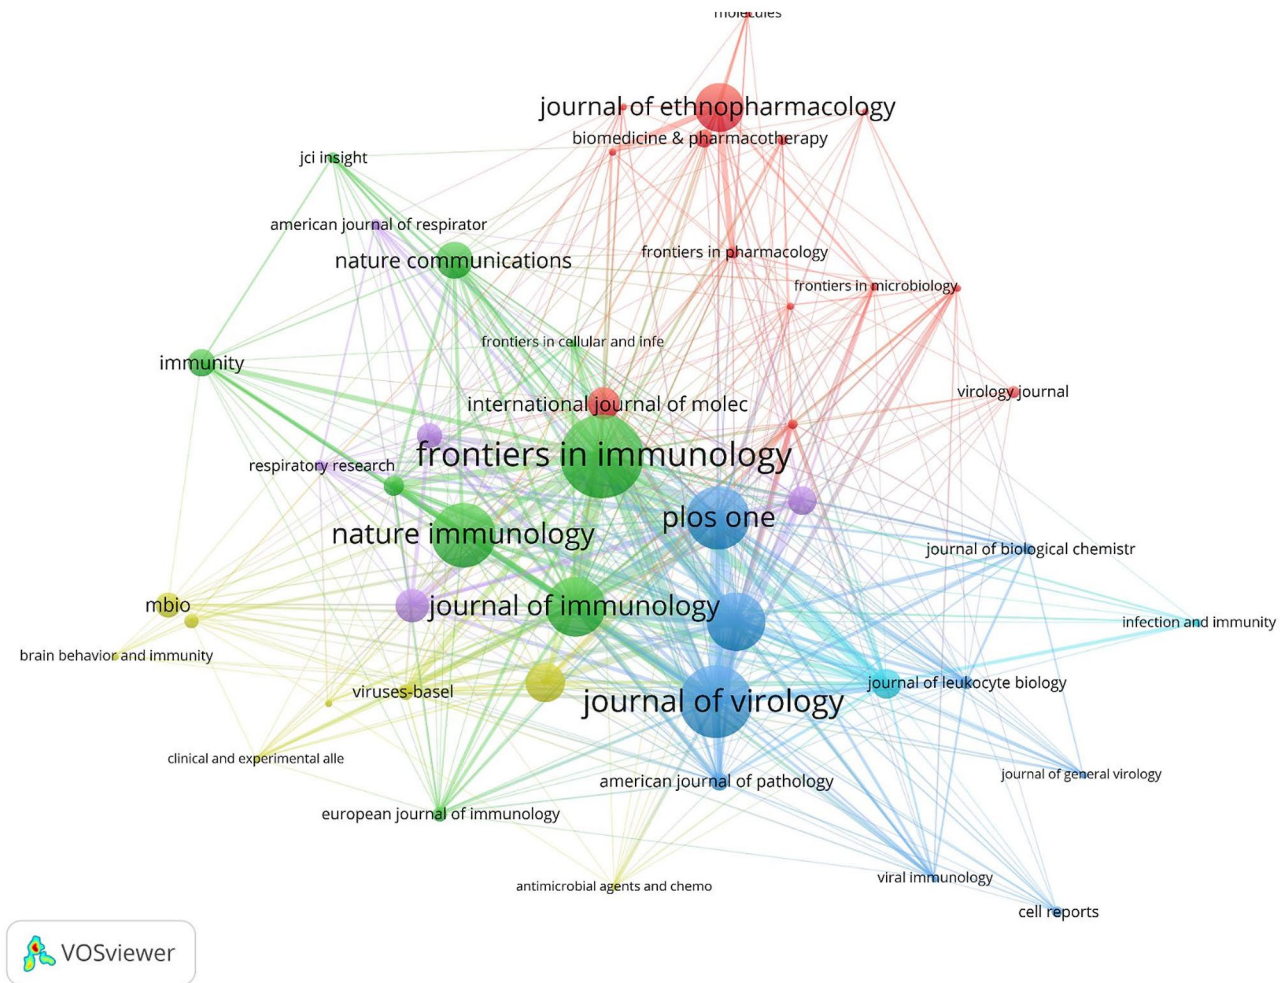 molecules
journal of ethnopharmacology
biomedicine & pharmacotherapy
jci insight
american journal of respirator
nature communications
frontiers in pharmacology
frontiers in microbiology
frontiers in cellular and infe
immunity
virology journal
international journal of molec
frontiers in immunology
respiratory research
plos one
nature immunology
journal of biological chemistr
mbio
journal of immunology
infection and immunity
brain behavior and immunity
journal of leukocyte biology
viruses-basel
journal of virology
clinical and experimental alle
journal of general virology
american journal of pathology
european journal of immunology
viral immunology
antimicrobial agents and chemo
cell reports
VOSviewer